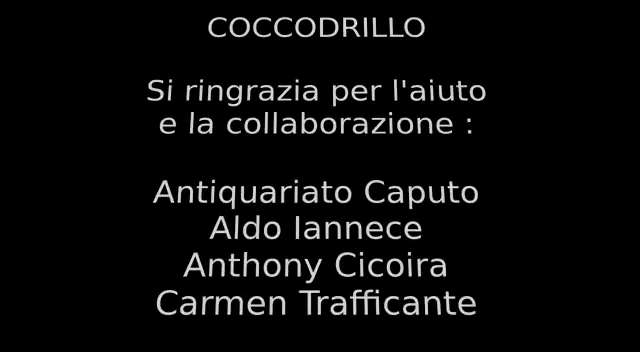 COCCODRILLO
Si ringrazia per l'aiuto
e la collaborazione :
Antiquariato Caputo
Aldo Iannece
Anthony Cicoira
Carmen Trafficante